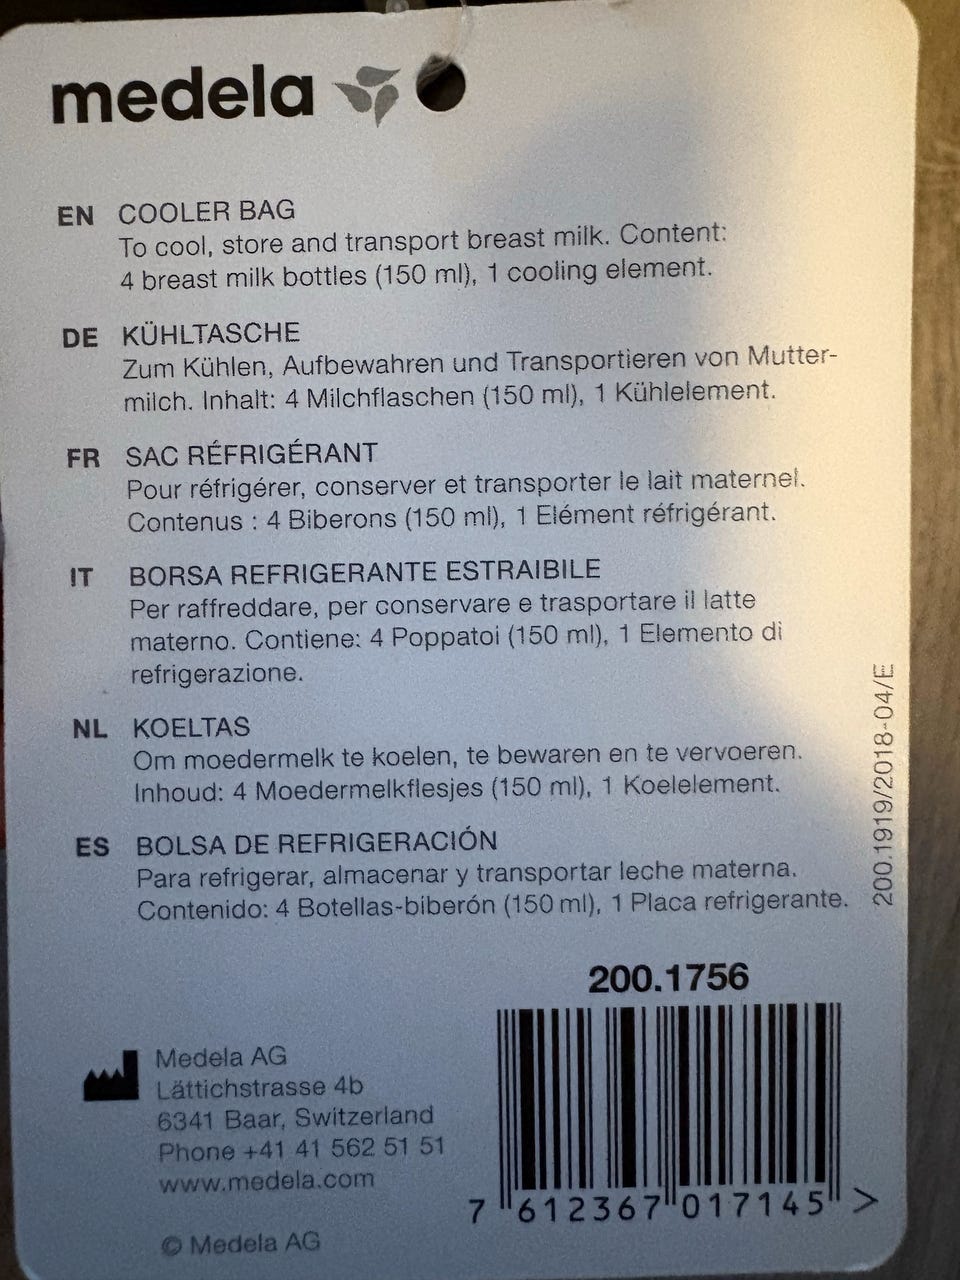 medela
EN COOLER BAG
To cool, store and transport breast milk. Content:
4 breast milk bottles (150 ml), 1 cooling element.
DE KÜHLTASCHE
Zum Kühlen, Aufbewahren und Transportieren von Mutter-
milch. Inhalt: 4 Milchflaschen (150 ml), 1 Kühlelement.
FR SAC RÉFRIGÉRANT
Pour réfrigérer, conserver et transporter le lait maternel.
Contenus : 4 Biberons (150 ml), 1 Elément réfrigérant.
IT BORSA REFRIGERANTE ESTRAIBILE
Per raffreddare, per conservare e trasportare il latte
materno. Contiene: 4 Poppatoi (150 ml), 1 Elemento di
refrigerazione.
NL KOELTAS
Om moedermelk te koelen, te bewaren en te vervoeren.
Inhoud: 4 Moedermelkflesjes (150 ml), 1 Koelelement.
ES BOLSA DE REFRIGERACIÓN
Para refrigerar, almacenar y transportar leche materna.
Contenido: 4 Botellas-biberón (150 ml), 1 Placa refrigerante.
200.1919/2018-04/E
200.1756
7 612367 017145 >
Medela AG
Lättichstrasse 4b
6341 Baar, Switzerland
Phone +41 41 562 51 51
www.medela.com
© Medela AG